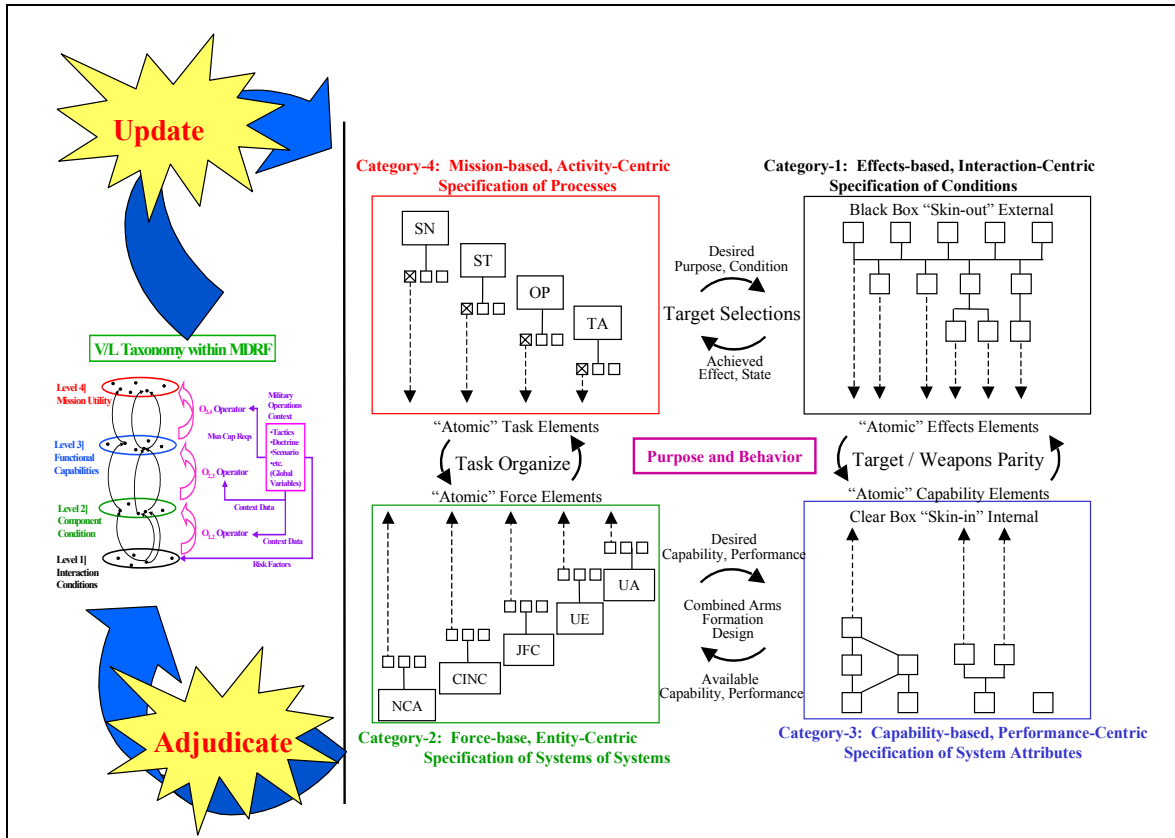 Update
V/L Taxonomy within MDRF
Level 4]
Mission Utility
Level 3]
Functional
Capabilities
Level 2]
Component
Condition
Level 1]
Interaction
Conditions
O3,4 Operator
Msn Cap Reqs
O2,3 Operator
Context Data
O1,2 Operator
Context Data
Risk Factors
Military
Operations
Context
•Tactics
•Doctrine
•Scenario
•etc.
(Global
Variables)
Adjudicate
Category-4: Mission-based, Activity-Centric
Specification of Processes
SN
ST
OP
TA
"Atomic" Task Elements
Task Organize
"Atomic" Force Elements
Desired
Purpose, Condition
Target Selections
Achieved
Effect, State
Category-1: Effects-based, Interaction-Centric
Specification of Conditions
Black Box “Skin-out” External
“Atomic” Effects Elements
Purpose and Behavior
Target / Weapons Parity
“Atomic” Capability Elements
Clear Box “Skin-in” Internal
UA
UE
JFC
CINC
NCA
Desired
Capability, Performance
Combined Arms
Formation
Design
Available
Capability, Performance
Category-2: Force-base, Entity-Centric
Specification of Systems of Systems
Category-3: Capability-based, Performance-Centric
Specification of System Attributes